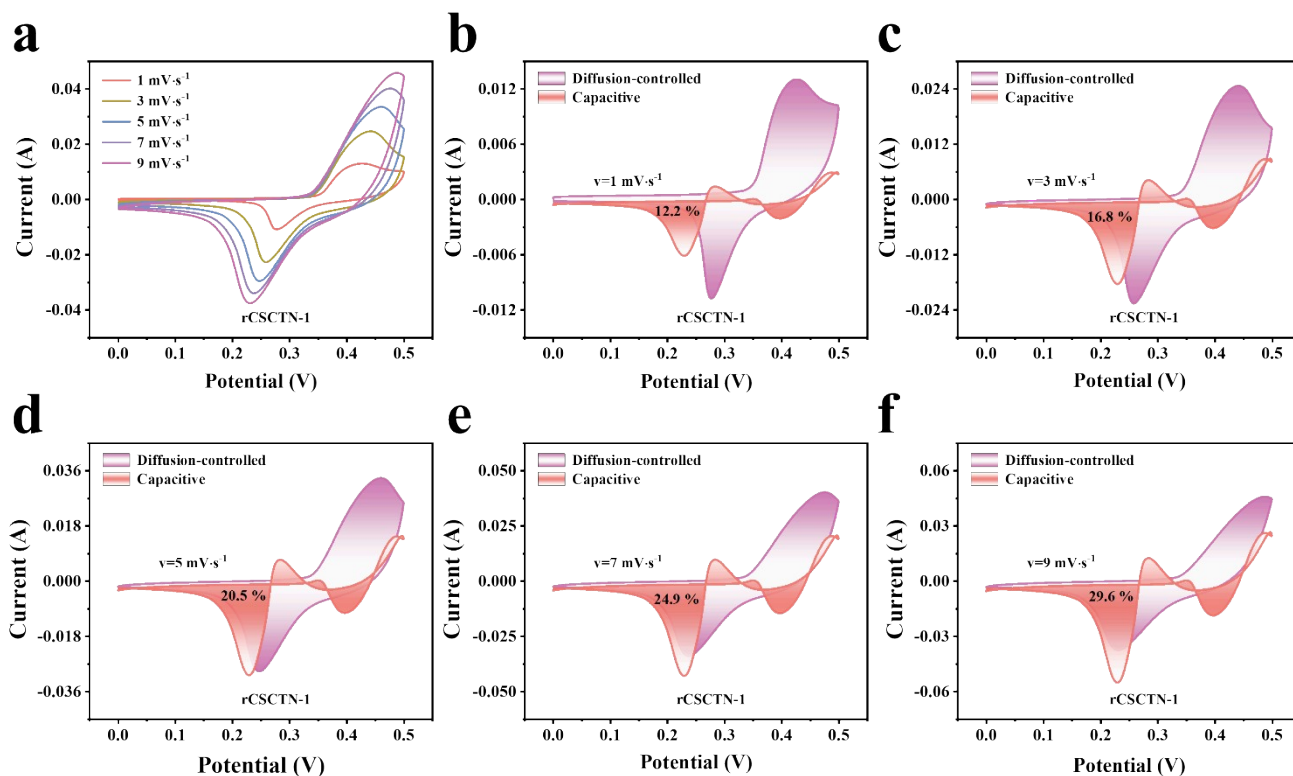 a
1 mV·s⁻¹
3 mV·s⁻¹
5 mV·s⁻¹
7 mV·s⁻¹
9 mV·s⁻¹
0.04
0.02
0.00
-0.02
-0.04
Current (A)
rCSCTN-1
0.0 0.1 0.2 0.3 0.4 0.5
Potential (V)
b
Diffusion-controlled
Capacitive
0.012
0.006
0.000
-0.006
-0.012
Current (A)
v=1 mV·s⁻¹
12.2 %
rCSCTN-1
0.0 0.1 0.2 0.3 0.4 0.5
Potential (V)
c
Diffusion-controlled
Capacitive
0.024
0.012
0.000
-0.012
-0.024
Current (A)
v=3 mV·s⁻¹
16.8 %
rCSCTN-1
0.0 0.1 0.2 0.3 0.4 0.5
Potential (V)
d
Diffusion-controlled
Capacitive
0.036
0.018
0.000
-0.018
-0.036
Current (A)
v=5 mV·s⁻¹
20.5 %
rCSCTN-1
0.0 0.1 0.2 0.3 0.4 0.5
Potential (V)
e
Diffusion-controlled
Capacitive
0.050
0.025
0.000
-0.025
-0.050
Current (A)
v=7 mV·s⁻¹
24.9 %
rCSCTN-1
0.0 0.1 0.2 0.3 0.4 0.5
Potential (V)
f
Diffusion-controlled
Capacitive
0.06
0.03
0.00
-0.03
-0.06
Current (A)
v=9 mV·s⁻¹
29.6 %
rCSCTN-1
0.0 0.1 0.2 0.3 0.4 0.5
Potential (V)